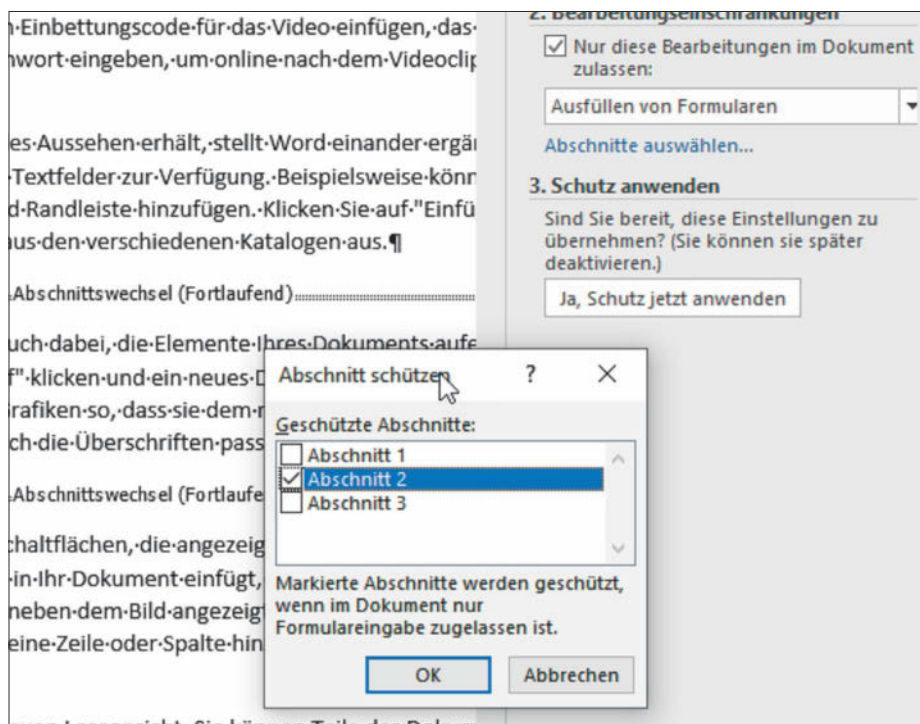 Einbettungscode·für·das·Video·einfügen,·das·
wort·eingeben,·um·online·nach·dem·Videoclip
es·Aussehen·erhält,·stellt·Word·einander·ergä
·Textfelder·zur·Verfügung.·Beispielsweise·könn
d·Randleiste·hinzufügen.·Klicken·Sie·auf·"Einfü
aus·den·verschiedenen·Katalogen·aus.¶
Abschnittswechsel (Fortlaufend)
uch·dabei,·die·Elemente·Ihres·Dokuments·aufe
f"·klicken·und·ein·neues·D
rafiken·so,·dass·sie·dem·
ch·die·Überschriften·pass
Abschnittswechsel (Fortlaufe
chaltflächen,·die·angezeig
·in·Ihr·Dokument·einfügt,
neben·dem·Bild·angezeig
eine·Zeile·oder·Spalte·hin
2. Bearbeitungseinschränkungen
Nur diese Bearbeitungen im Dokument
zulassen:
Ausfüllen von Formularen
Abschnitte auswählen...
3. Schutz anwenden
Sind Sie bereit, diese Einstellungen zu
übernehmen? (Sie können sie später
deaktivieren.)
Ja, Schutz jetzt anwenden
Abschnitt schützen ?
Geschützte Abschnitte:
Abschnitt 1
Abschnitt 2
Abschnitt 3
Markierte Abschnitte werden geschützt,
wenn im Dokument nur
Formulareingabe zugelassen ist.
OK Abbrechen